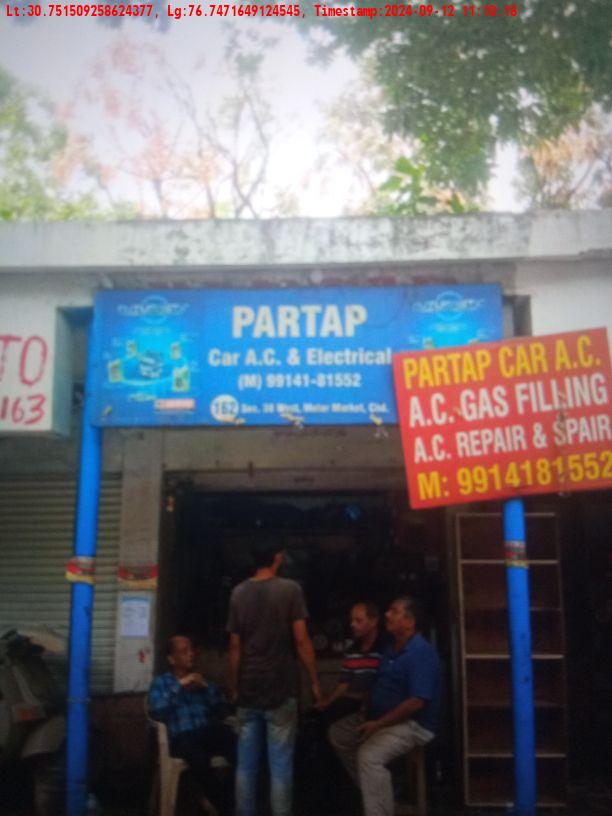 Lt:30.751509258624377, Lg:76.7471649124545, Timestamp:2024-09-12 11:10:18
PARTAP
Car A.C. & Electrical
(M) 99141-81552
162 Sec. 38 West, Motor Market, Chd.
PARTAP CAR A.C.
A.C. GAS FILLING
A.C. REPAIR & SPAIR
M: 9914181552
TO
163